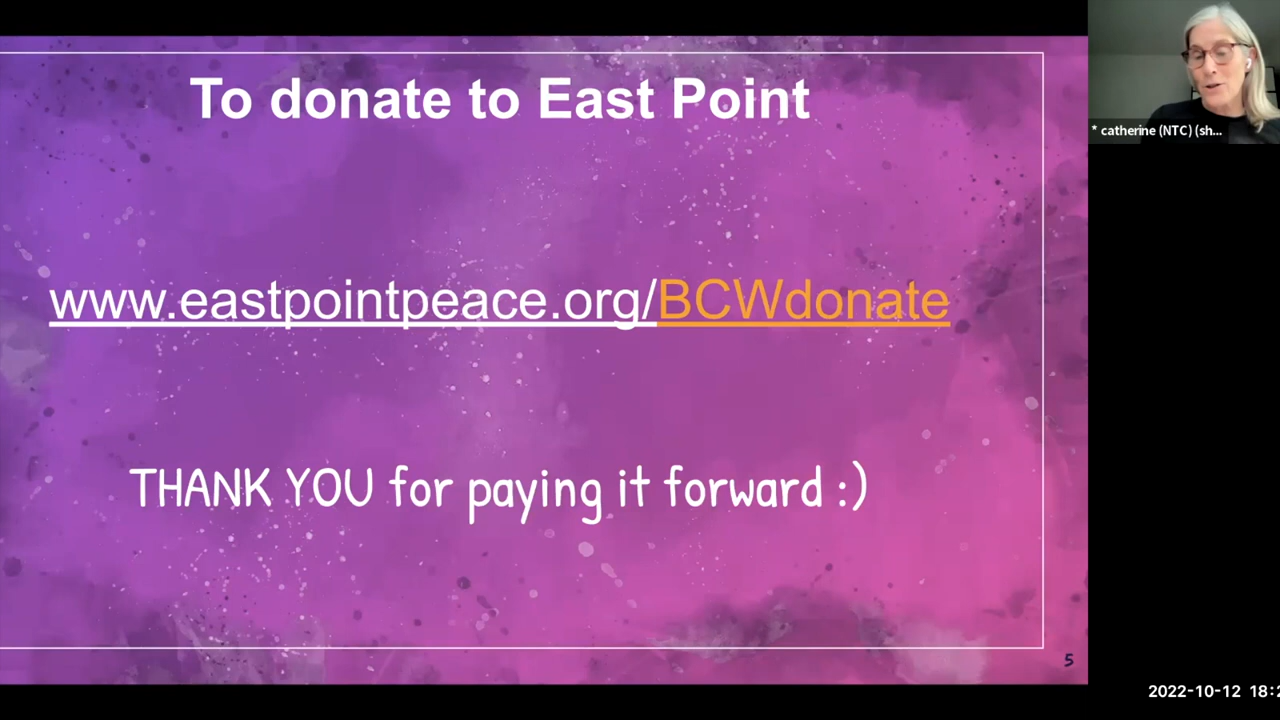 To donate to East Point
www.eastpointpeace.org/BCWdonate
THANK YOU for paying it forward :)
5
* catherine (NTC) (sh...
2022-10-12 18:2